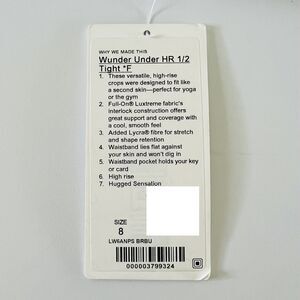 WHY WE MADE THIS
Wunder Under HR 1/2
Tight *F
1. These versatile, high-rise
crops were designed to fit like
a second skin—perfect for yoga
or the gym
2. Full-On® Luxtreme fabric's
interlock construction offers
great support and coverage with
a cool, smooth feel
3. Added Lycra® fibre for stretch
and shape retention
4. Waistband lies flat against
your skin and won't dig in
5. Waistband pocket holds your key
or card
6. High rise
7. Hugged Sensation
SIZE
8
LW6ANPS BRBU
000003799324